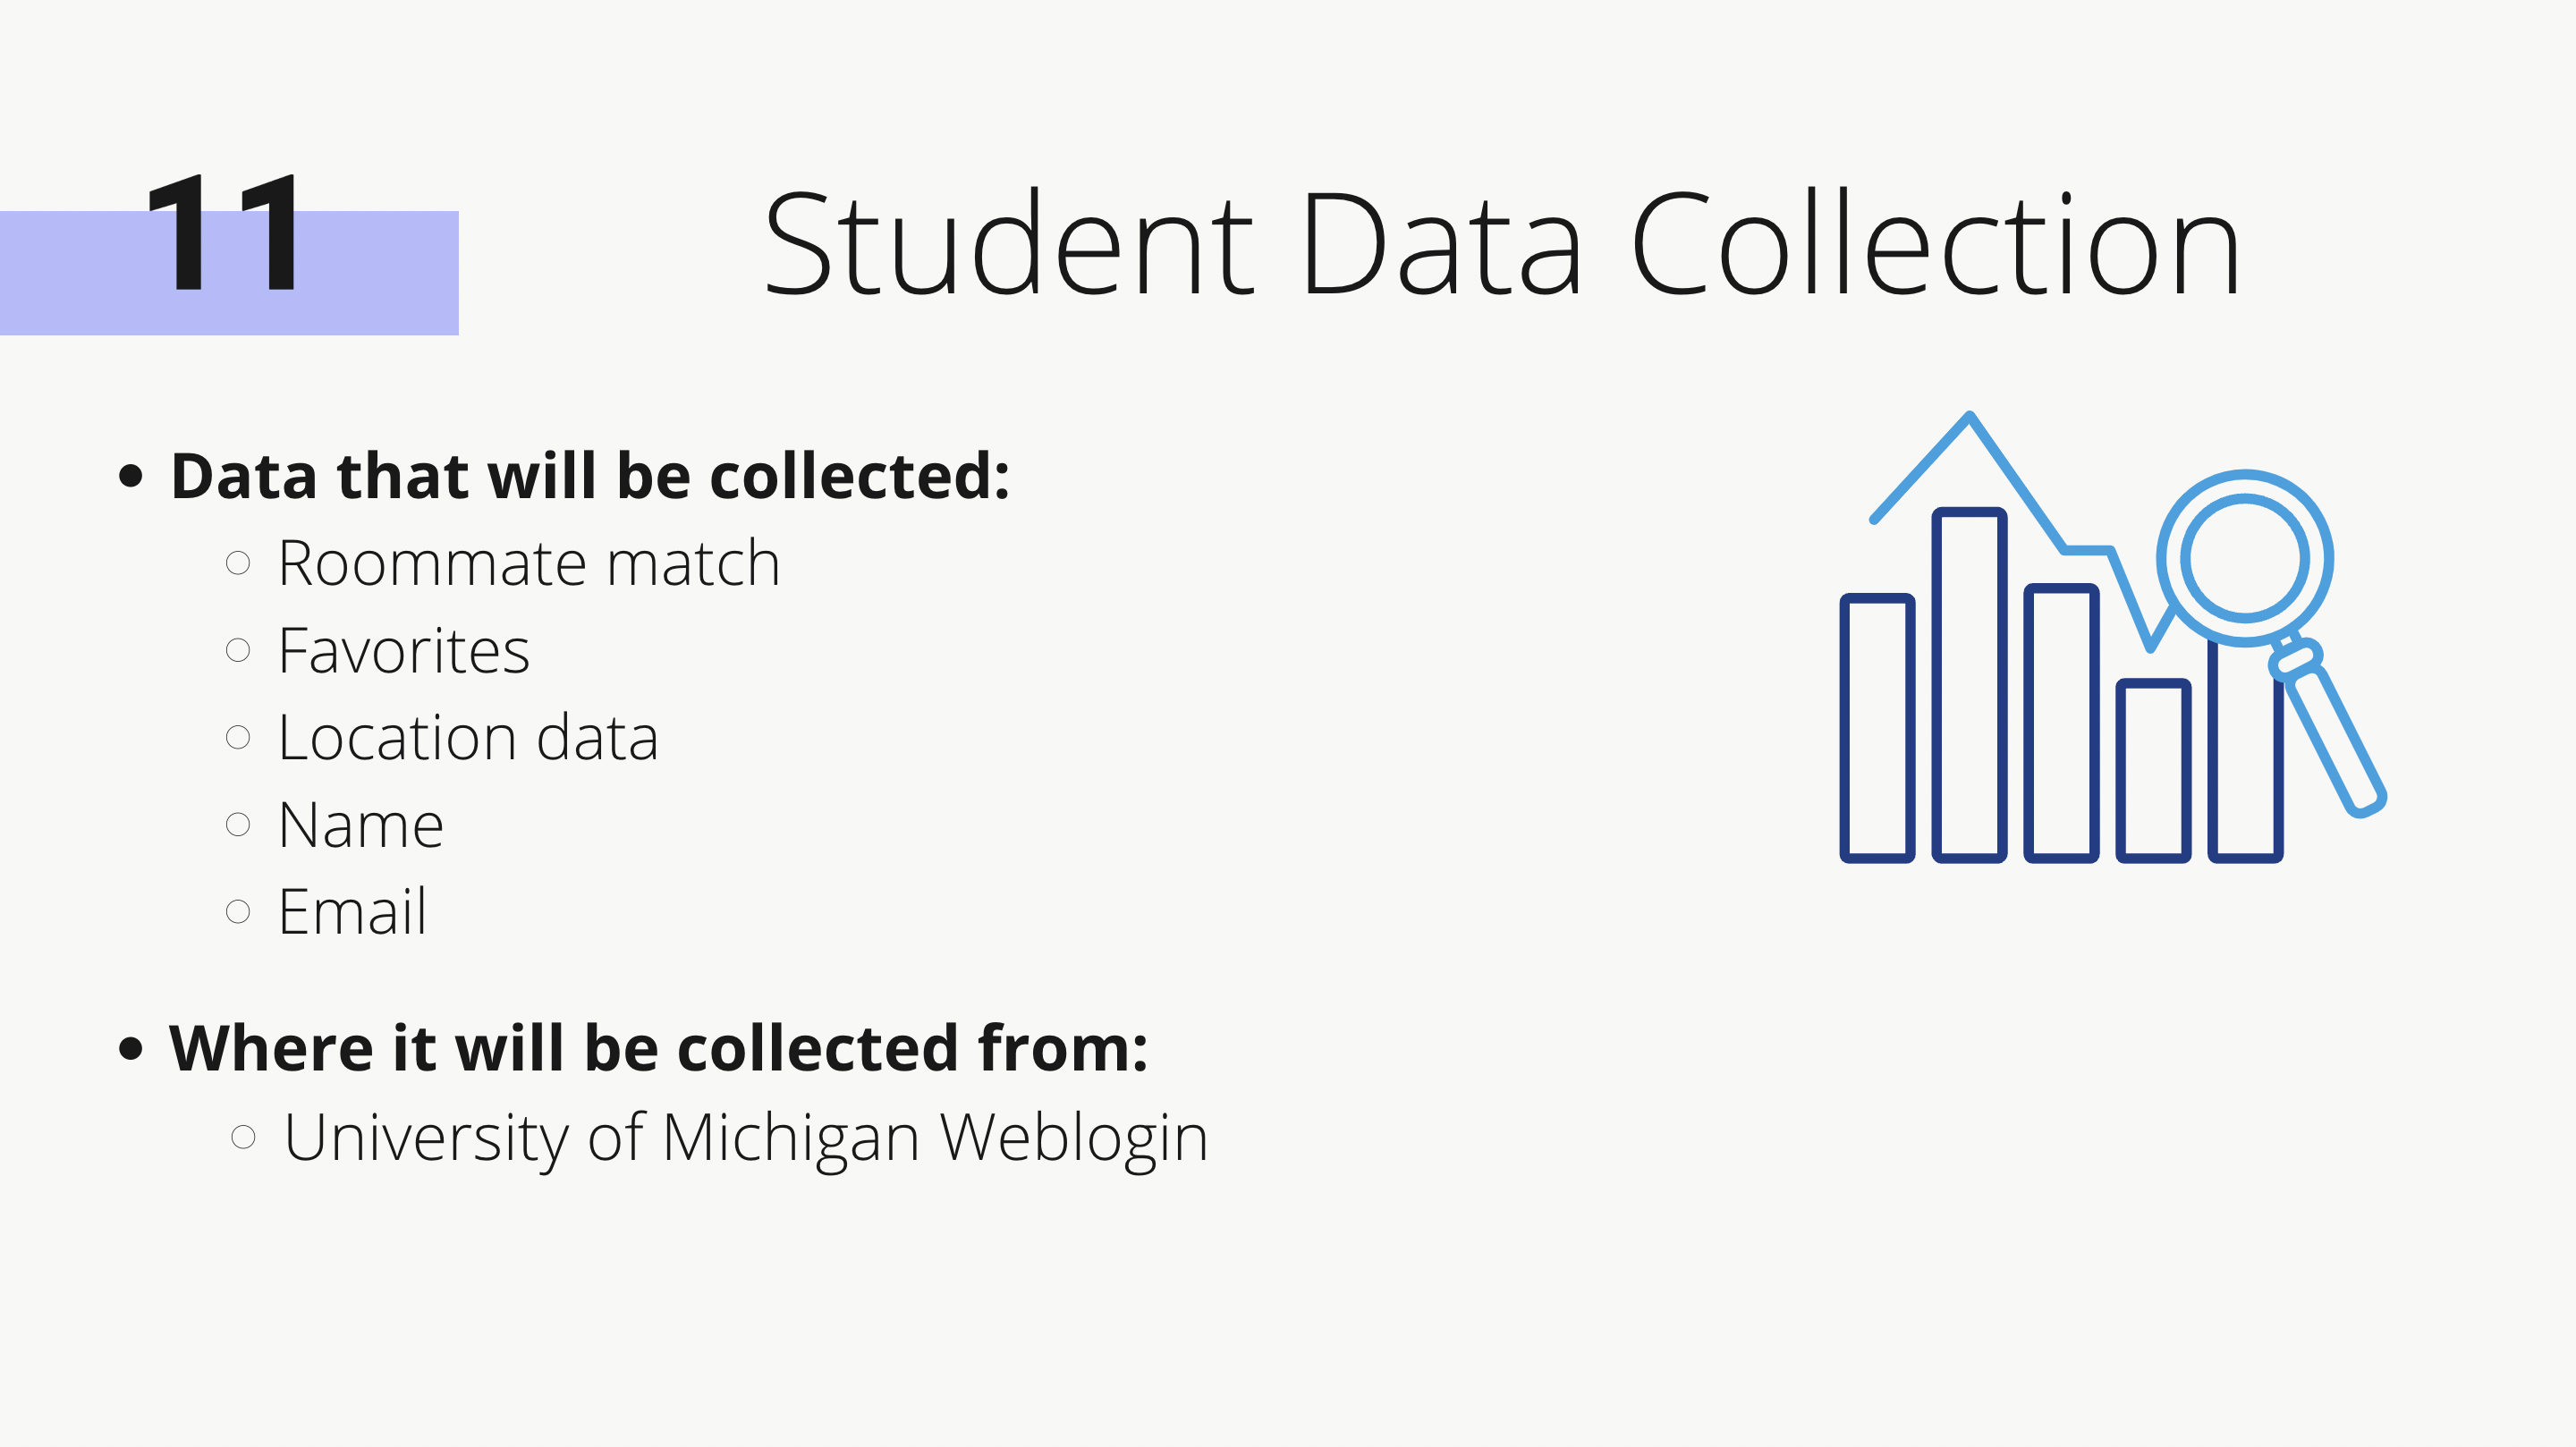 11
Student Data Collection
• Data that will be collected:
○ Roommate match
○ Favorites
○ Location data
○ Name
○ Email
• Where it will be collected from:
○ University of Michigan Weblogin